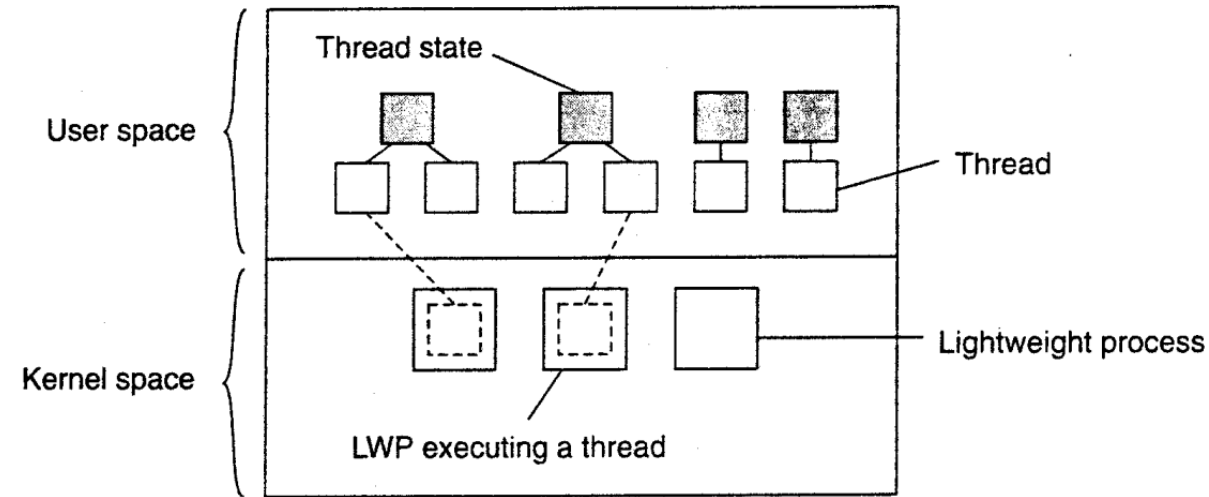 Thread state
User space
Thread
Lightweight process
Kernel space
LWP executing a thread